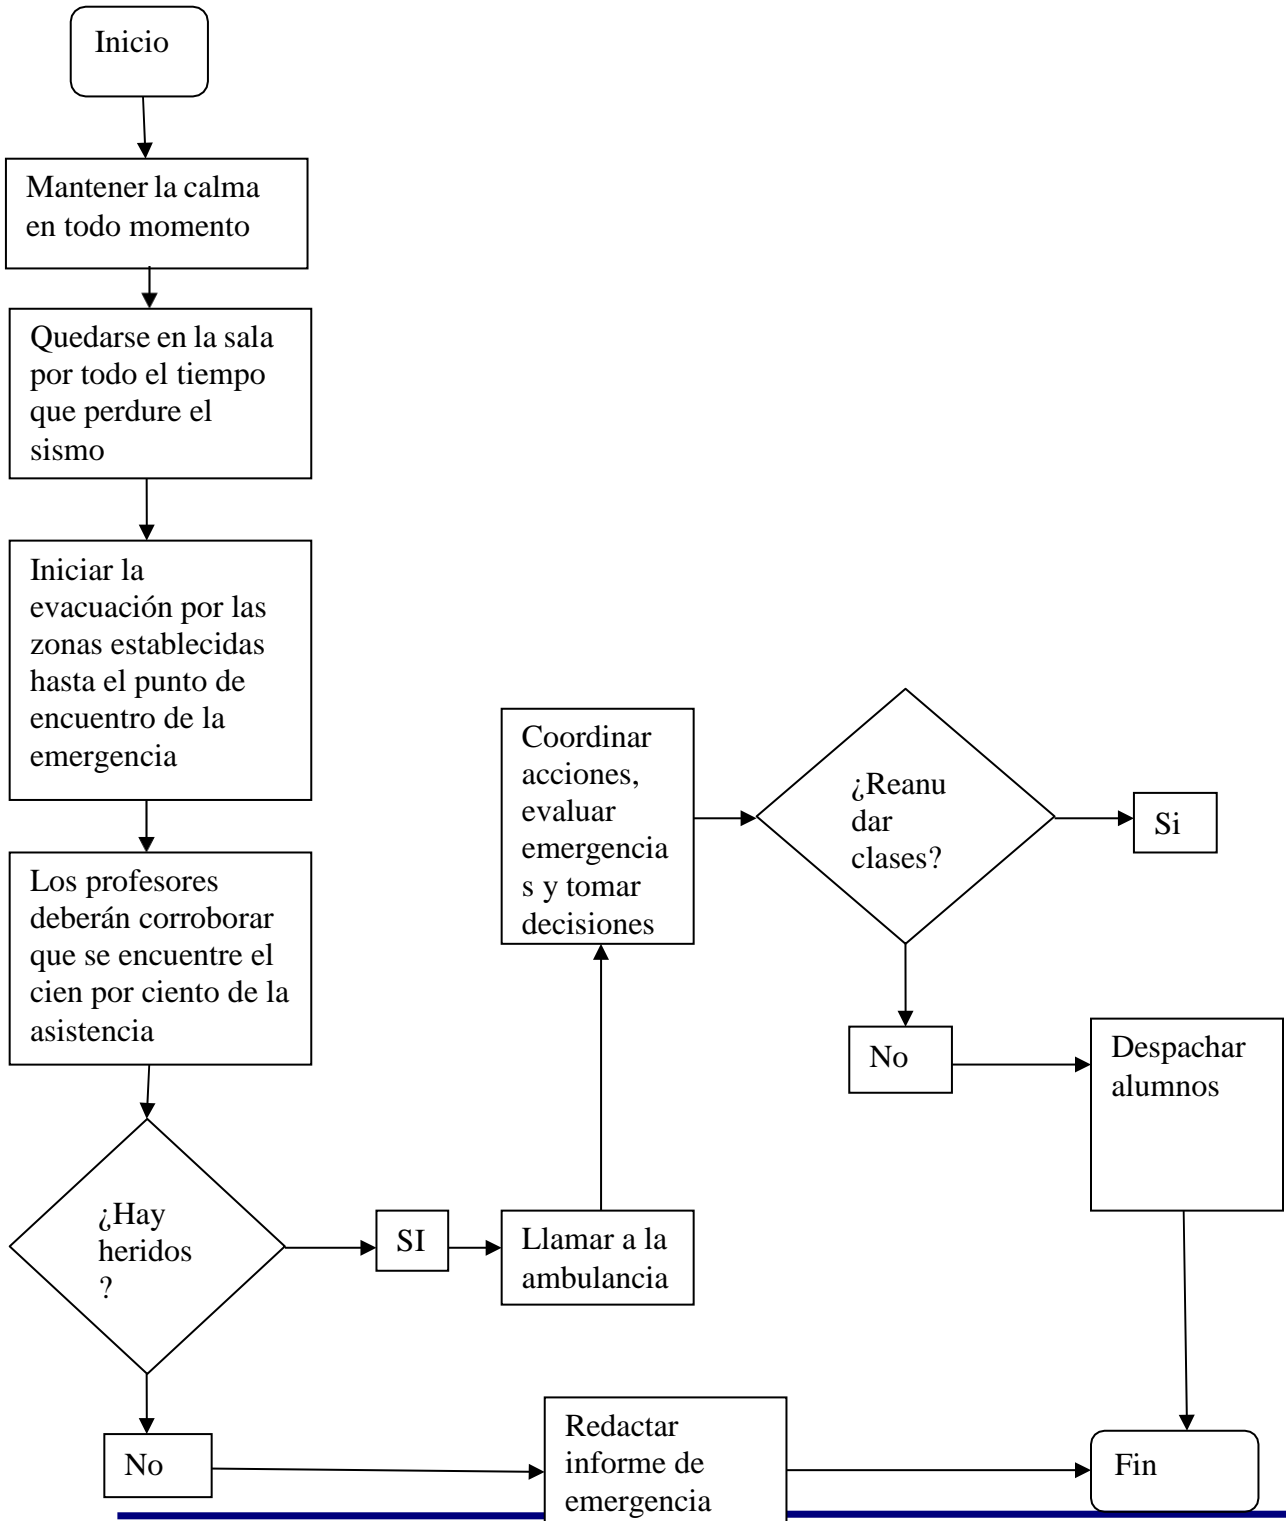 Inicio
Mantener la calma
en todo momento
Quedarse en la sala
por todo el tiempo
que perdure el
sismo
Iniciar la
evacuación por las
zonas establecidas
hasta el punto de
encuentro de la
emergencia
Los profesores
deberán corroborar
que se encuentre el
cien por ciento de la
asistencia
¿Hay
heridos
?
SI
Llamar a la
ambulancia
Coordinar
acciones,
evaluar
emergencia
s y tomar
decisiones
¿Reanu
dar
clases?
Si
No
Despachar
alumnos
No
Redactar
informe de
emergencia
Fin